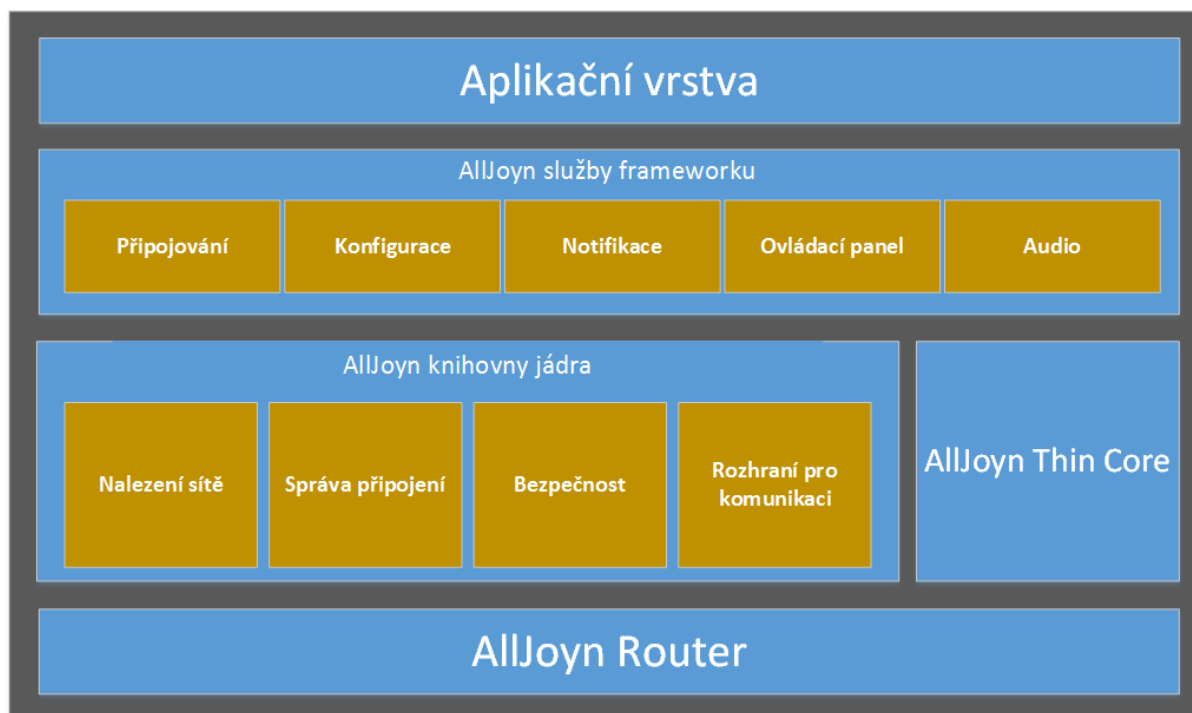 Aplikační vrstva
AllJoyn služby frameworku
Připojování
Konfigurace
Notifikace
Ovládací panel
Audio
AllJoyn knihovny jádra
Nalezení sítě
Správa připojení
Bezpečnost
Rozhraní pro
komunikaci
AllJoyn Thin Core
AllJoyn Router